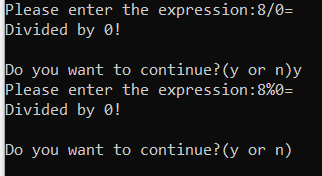 Please enter the expression:8/0=
Divided by 0!
Do you want to continue?(y or n)y
Please enter the expression:8%0=
Divided by 0!
Do you want to continue?(y or n)